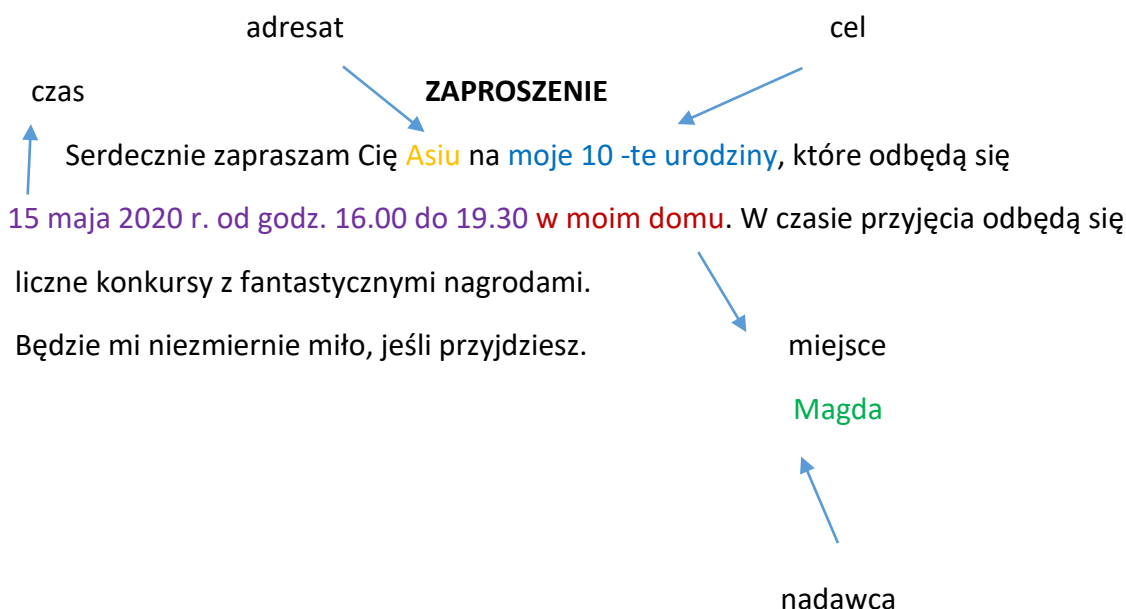 adresat cel
czas ZAPROSZENIE
Serdecznie zapraszam Cię Asiu na moje 10 -te urodziny, które odbędą się
15 maja 2020 r. od godz. 16.00 do 19.30 w moim domu. W czasie przyjęcia odbędą się
liczne konkursy z fantastycznymi nagrodami.
Będzie mi niezmiernie miło, jeśli przyjdziesz. miejsce
Magda
nadawca